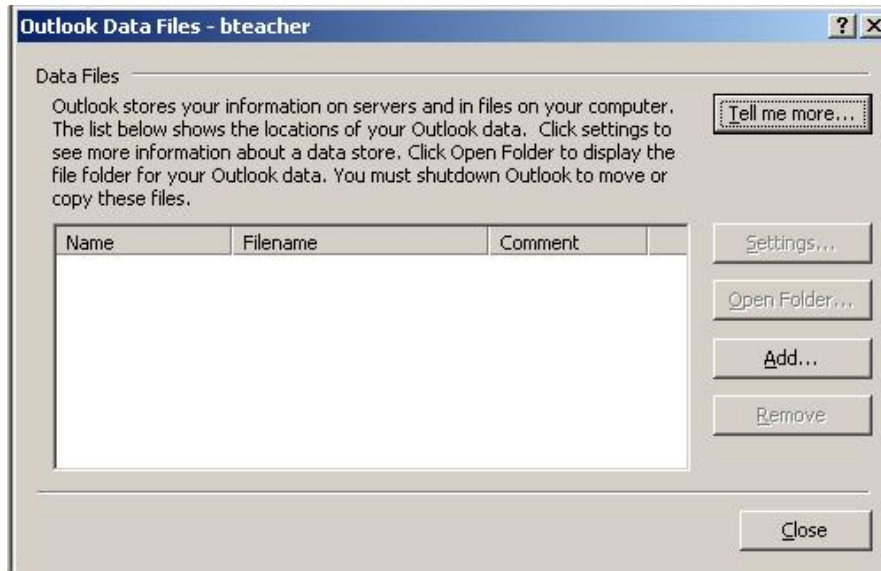 Outlook Data Files - bteacher
Data Files
Outlook stores your information on servers and in files on your computer.
The list below shows the locations of your Outlook data. Click settings to
see more information about a data store. Click Open Folder to display the
file folder for your Outlook data. You must shutdown Outlook to move or
copy these files.
Tell me more...
Name Filename Comment
Settings...
Open Folder...
Add...
Remove
Close